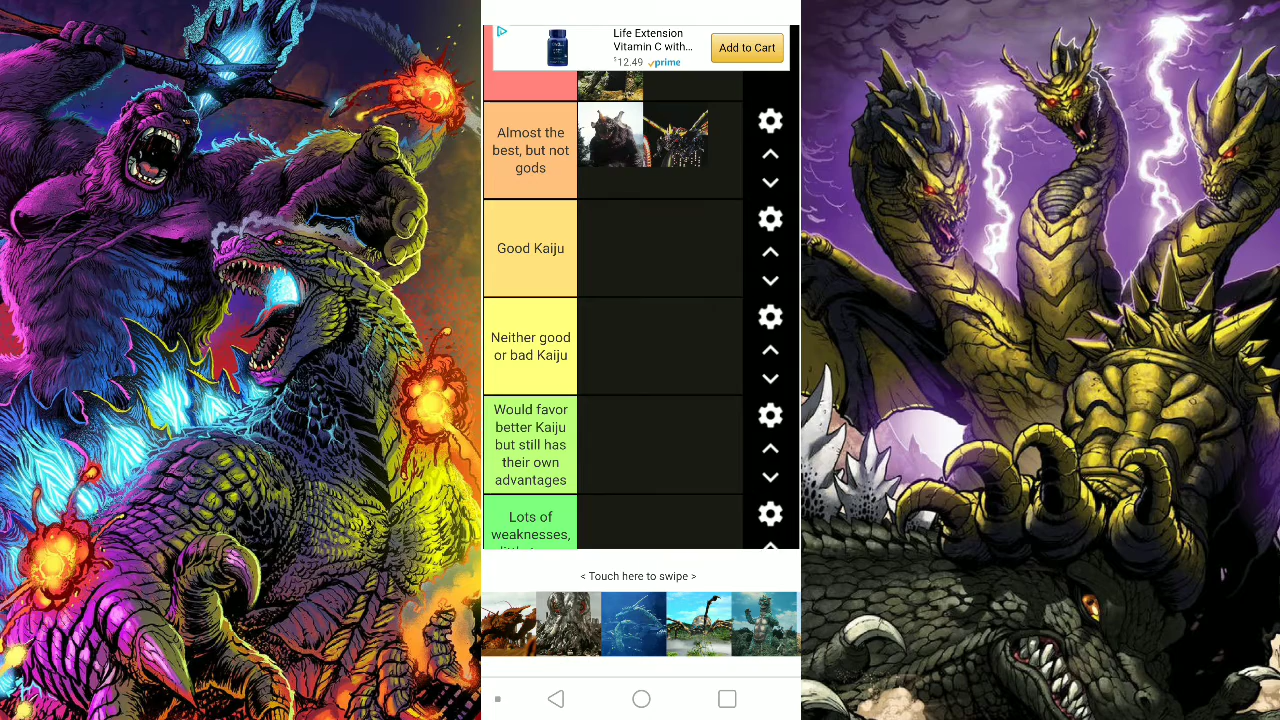 Life Extension
Vitamin C with...
$12.49 prime
Add to Cart
Almost the
best, but not
gods
Good Kaiju
Neither good
or bad Kaiju
Would favor
better Kaiju
but still has
their own
advantages
Lots of
weaknesses,
< Touch here to swipe >